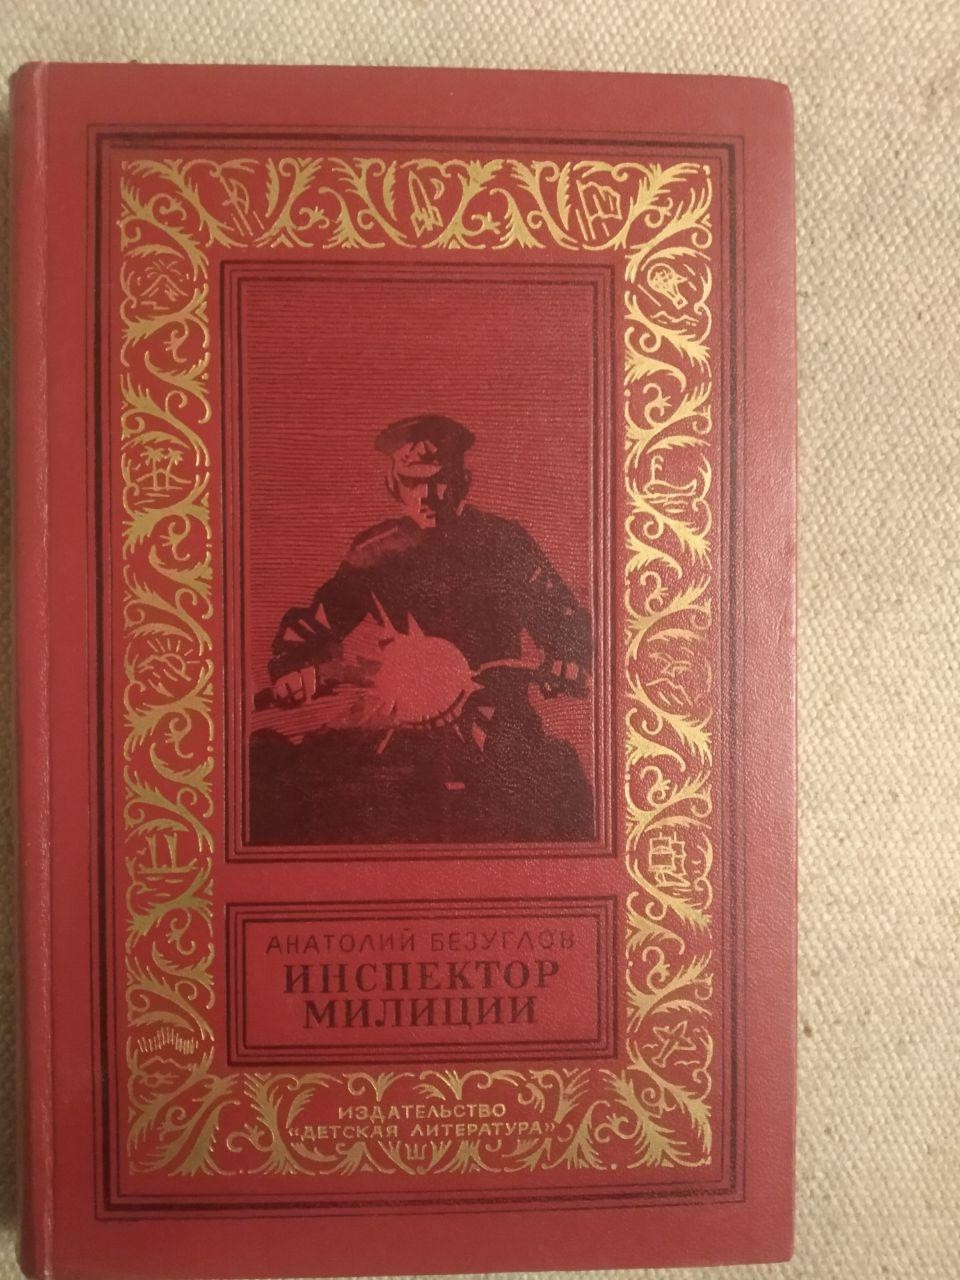 АНАТОЛИЙ БЕЗУГЛОВ
ИНСПЕКТОР
МИЛИЦИИ
ИЗДАТЕЛЬСТВО
„ДЕТСКАЯ ЛИТЕРАТУРА“